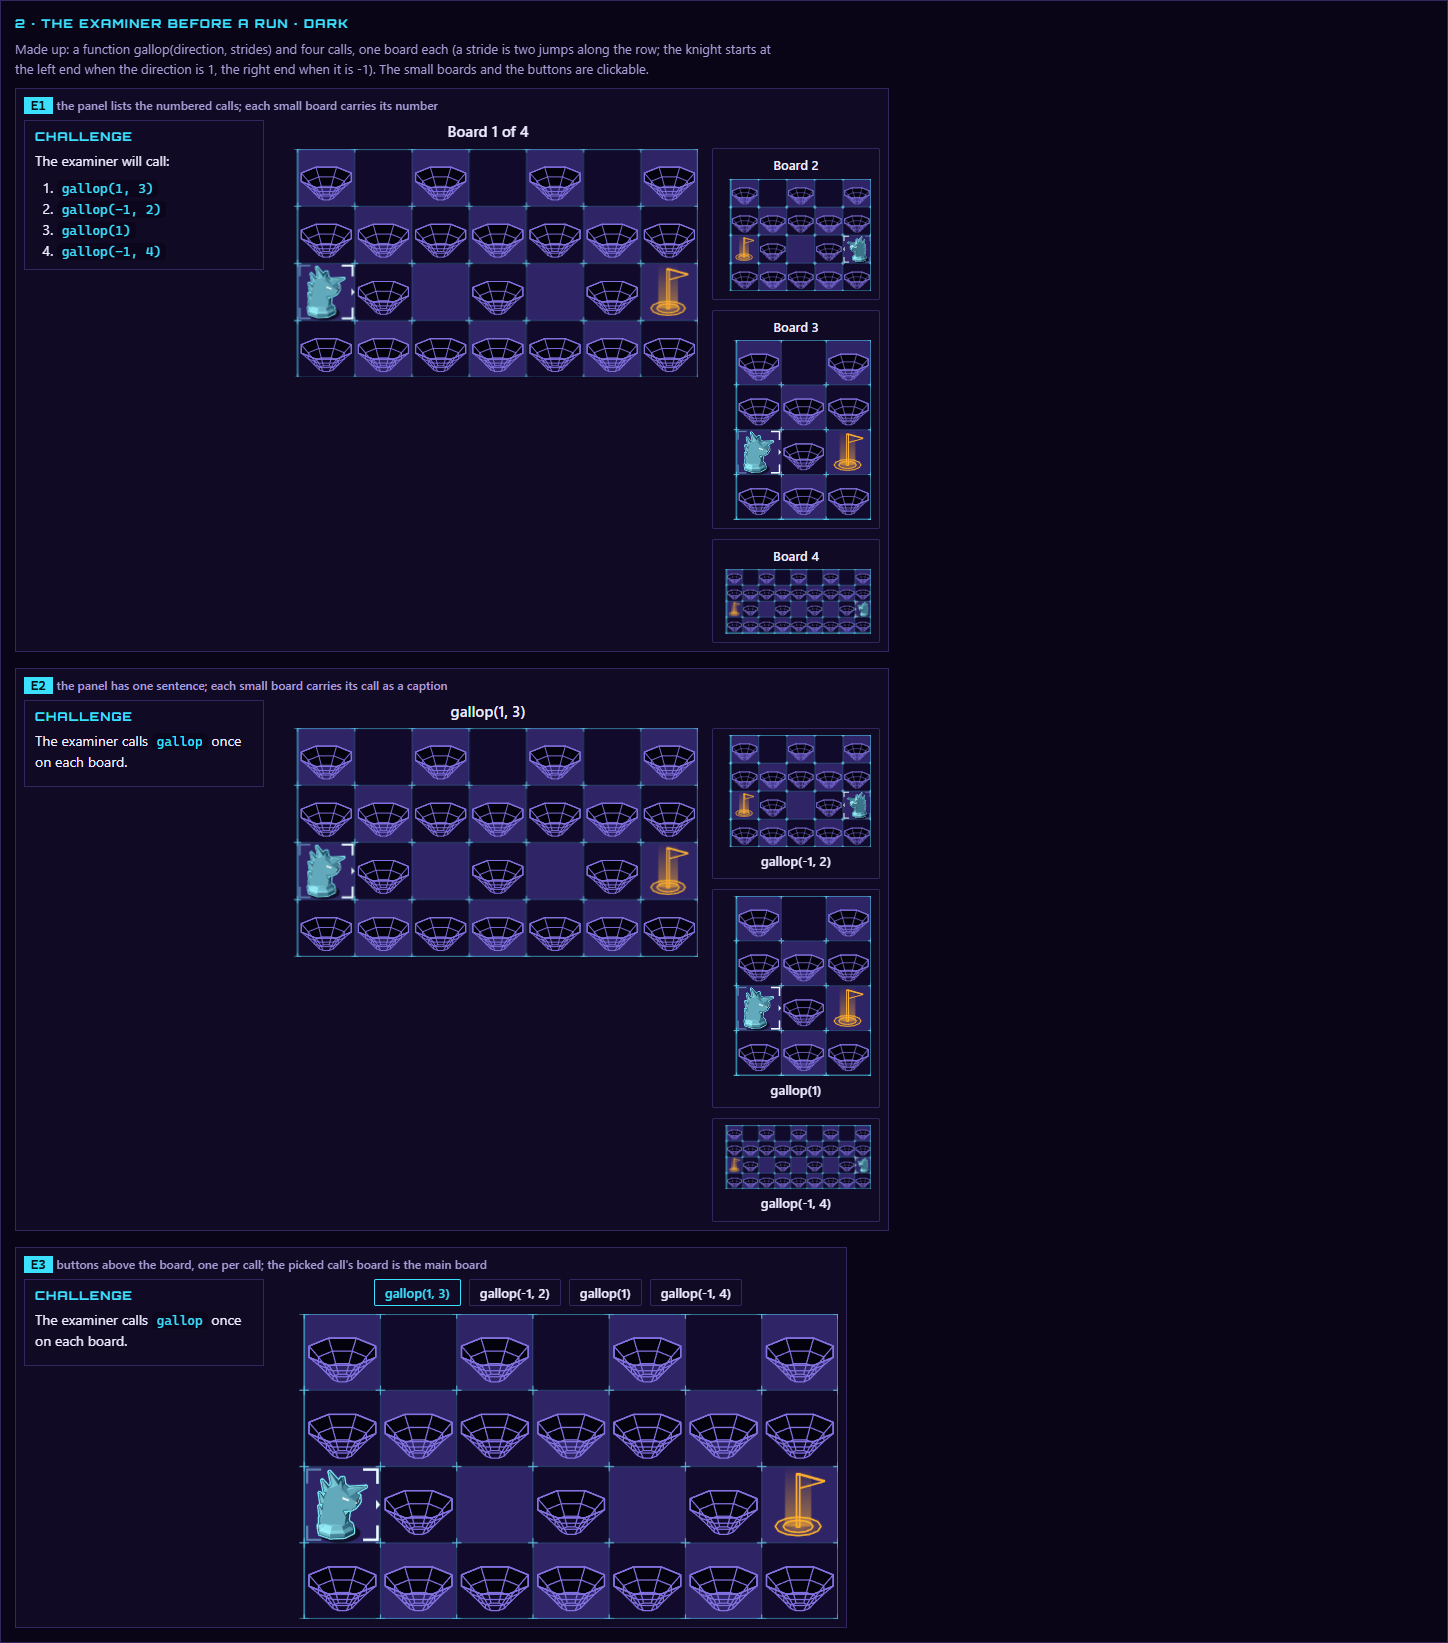 2 · THE EXAMINER BEFORE A RUN · DARK
Made up: a function gallop(direction, strides) and four calls, one board each (a stride is two jumps along the row; the knight starts at
the left end when the direction is 1, the right end when it is -1). The small boards and the buttons are clickable.
E1 the panel lists the numbered calls; each small board carries its number
CHALLENGE
The examiner will call:
1. gallop(1, 3)
2. gallop(−1, 2)
3. gallop(1)
4. gallop(−1, 4)
Board 1 of 4
Board 2
Board 3
Board 4
E2 the panel has one sentence; each small board carries its call as a caption
CHALLENGE
The examiner calls gallop once
on each board.
gallop(1, 3)
gallop(-1, 2)
gallop(1)
gallop(-1, 4)
E3 buttons above the board, one per call; the picked call's board is the main board
CHALLENGE
The examiner calls gallop once
on each board.
gallop(1, 3) gallop(-1, 2) gallop(1) gallop(-1, 4)